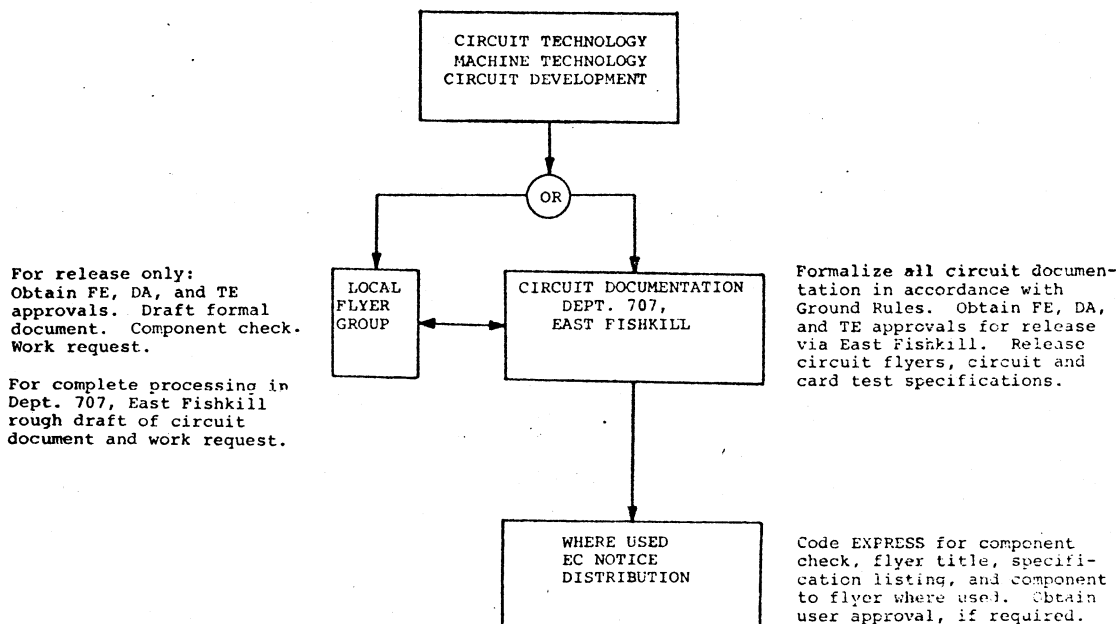 CIRCUIT TECHNOLOGY
MACHINE TECHNOLOGY
CIRCUIT DEVELOPMENT
OR
For release only:
Obtain FE, DA, and TE
approvals. Draft formal
document. Component check.
Work request.
For complete processing in
Dept. 707, East Fishkill
rough draft of circuit
document and work request.
LOCAL
FLYER
GROUP
CIRCUIT DOCUMENTATION
DEPT. 707,
EAST FISHKILL
Formalize all circuit documen-
tation in accordance with
Ground Rules. Obtain FE, DA,
and TE approvals for release
via East Fishkill. Release
circuit flyers, circuit and
card test specifications.
WHERE USED
EC NOTICE
DISTRIBUTION
Code EXPRESS for component
check, flyer title, specifi-
cation listing, and component
to flyer where used. Obtain
user approval, if required.